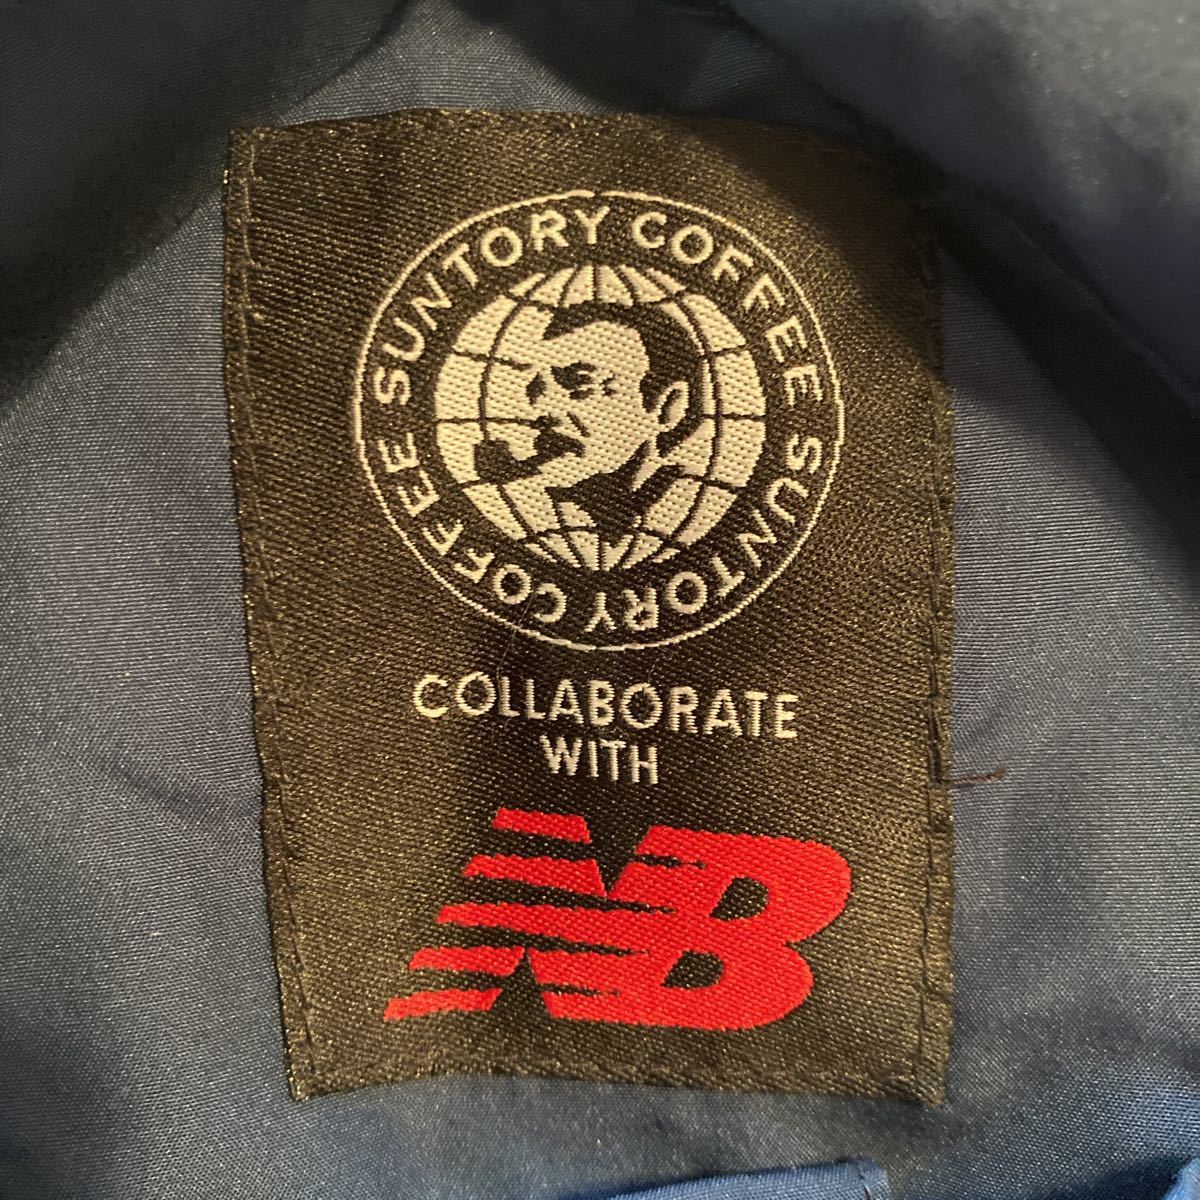 SUNTORY COFFEE SUNTORY COFFEE
COLLABORATE
WITH
NB